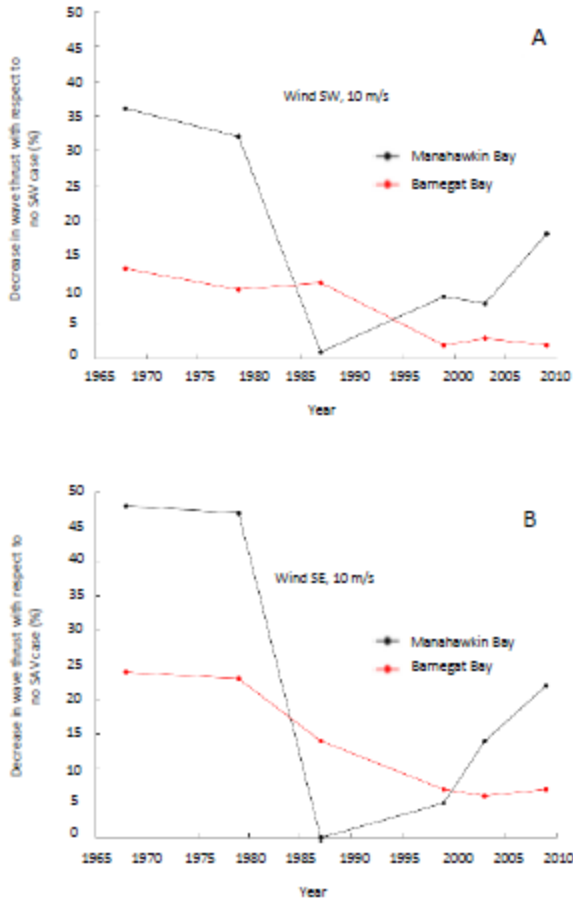 A
Wind SW, 10 m/s
Manahawkin Bay
Barnegat Bay
Decrease in wave thrust with respect to
no SAV case (%)
50
45
40
35
30
25
20
15
10
5
0
1965 1970 1975 1980 1985 1990 1995 2000 2005 2010
Year
B
Wind SE, 10 m/s
Manahawkin Bay
Barnegat Bay
Decrease in wave thrust with respect to
no SAV case (%)
50
45
40
35
30
25
20
15
10
5
0
1965 1970 1975 1980 1985 1990 1995 2000 2005 2010
Year